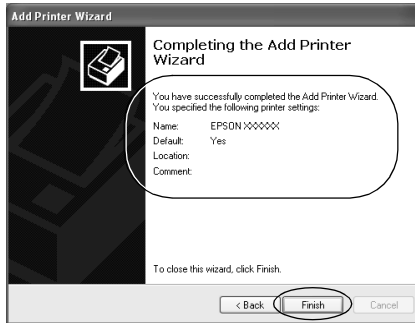 Add Printer Wizard
Completing the Add Printer
Wizard
You have successfully completed the Add Printer Wizard.
You specified the following printer settings:
Name: EPSON XXXXXX
Default: Yes
Location:
Comment:
To close this wizard, click Finish.
< Back Finish Cancel